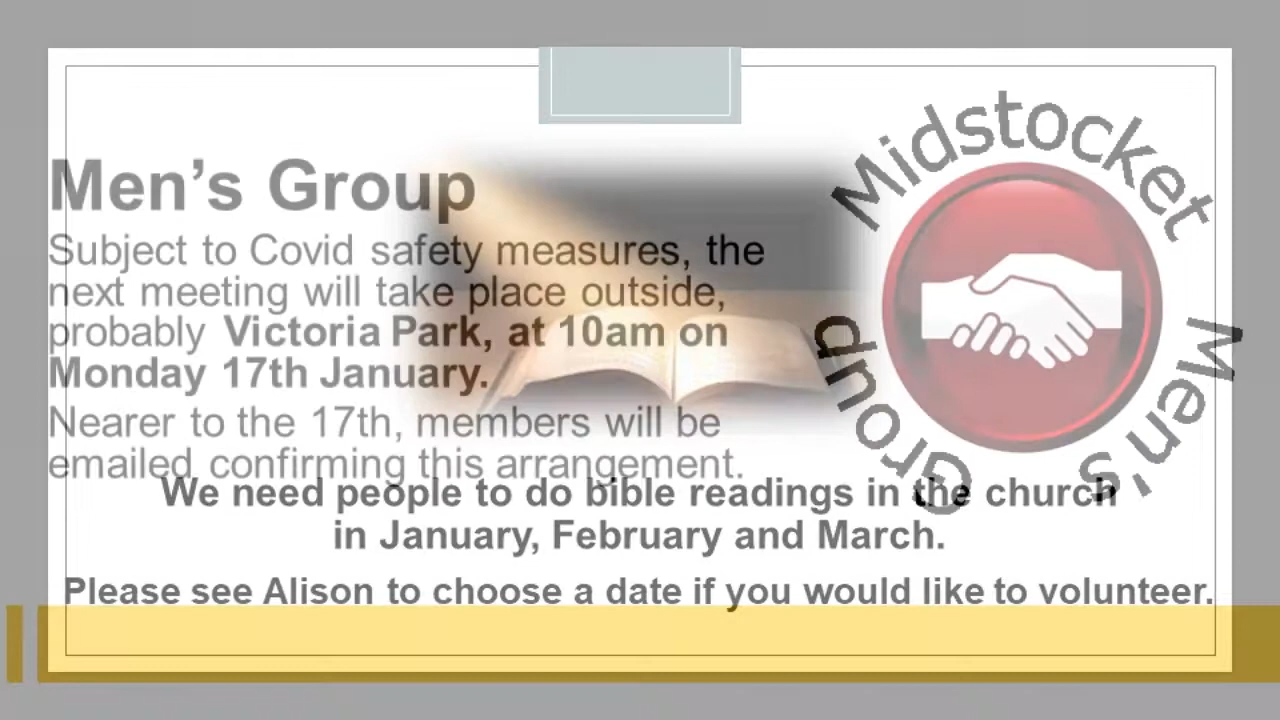 Men’s Group
Subject to Covid safety measures, the
next meeting will take place outside,
probably Victoria Park, at 10am on
Monday 17th January.
Nearer to the 17th, members will be
emailed confirming this arrangement.
Midstocket
Men's
Group
We need people to do bible readings in the church
in January, February and March.
Please see Alison to choose a date if you would like to volunteer.